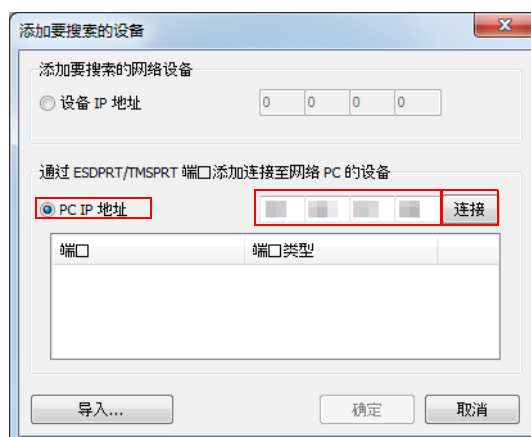 添加要搜索的设备
添加要搜索的网络设备
设备 IP 地址 0 0 0 0
通过 ESDPRT/TMSPRT 端口添加连接至网络 PC 的设备
PC IP 地址 连接
端口 端口类型
导入... 确定 取消